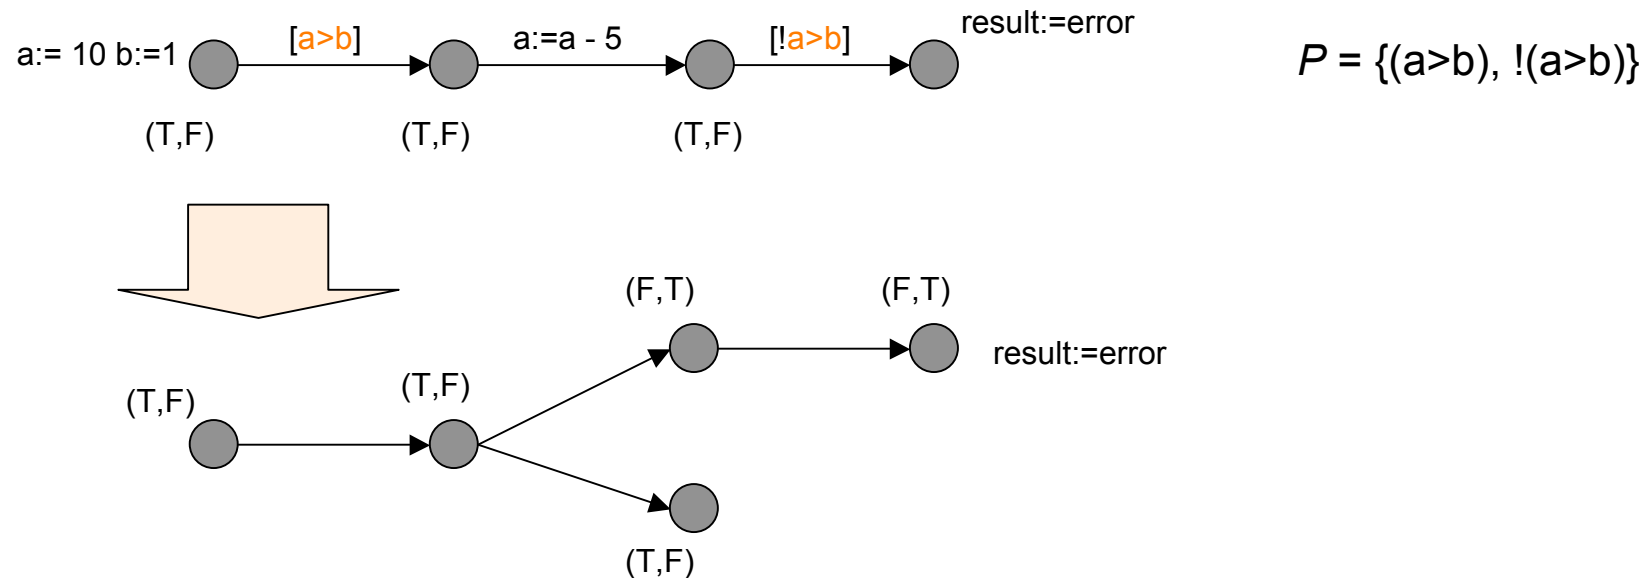 a:= 10 b:=1 [a>b] a:=a - 5 [!a>b] result:=error
P = {(a>b), !(a>b)}
(T,F) (T,F) (T,F)
(F,T) (F,T)
result:=error
(T,F) (T,F)
(T,F)